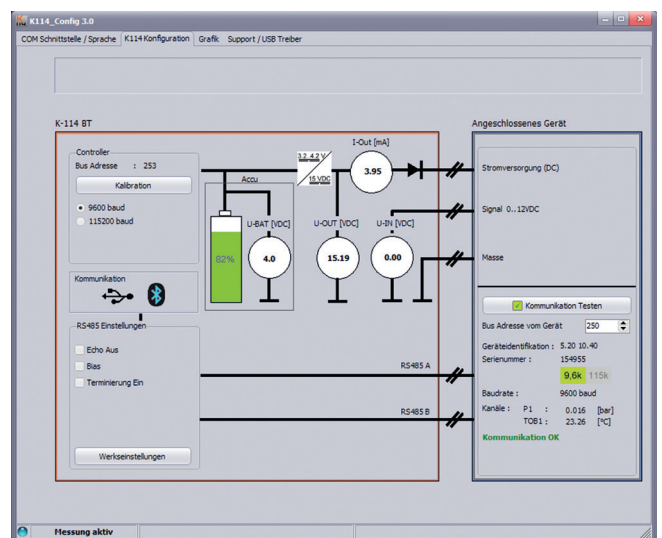 K114_Config 3.0
COM Schnittstelle / Sprache K114 Konfiguration Grafik Support / USB Treiber
K-114 BT
Angeschlossenes Gerät
Controller
Bus Adresse : 253
Kalibration
9600 baud
115200 baud
Kommunikation
RS485 Einstellungen
Echo Aus
Bias
Terminierung Ein
Werkseinstellungen
Accu
82%
U-BAT [VDC]
4.0
3.2..4.2 V
15 VDC
I-Out [mA]
3.95
U-OUT [VDC]
15.19
U-IN [VDC]
0.00
RS485 A
RS485 B
Stromversorgung (DC)
Signal 0..12VDC
Masse
Kommunikation Testen
Bus Adresse vom Gerät 250
Geräteidentifikation : 5.20 10.40
Serienummer : 154955
9,6k 115k
Baudrate : 9600 baud
Kanäle : P1 : 0.016 [bar]
TOB1 : 23.26 [°C]
Kommunikation OK
Messung aktiv